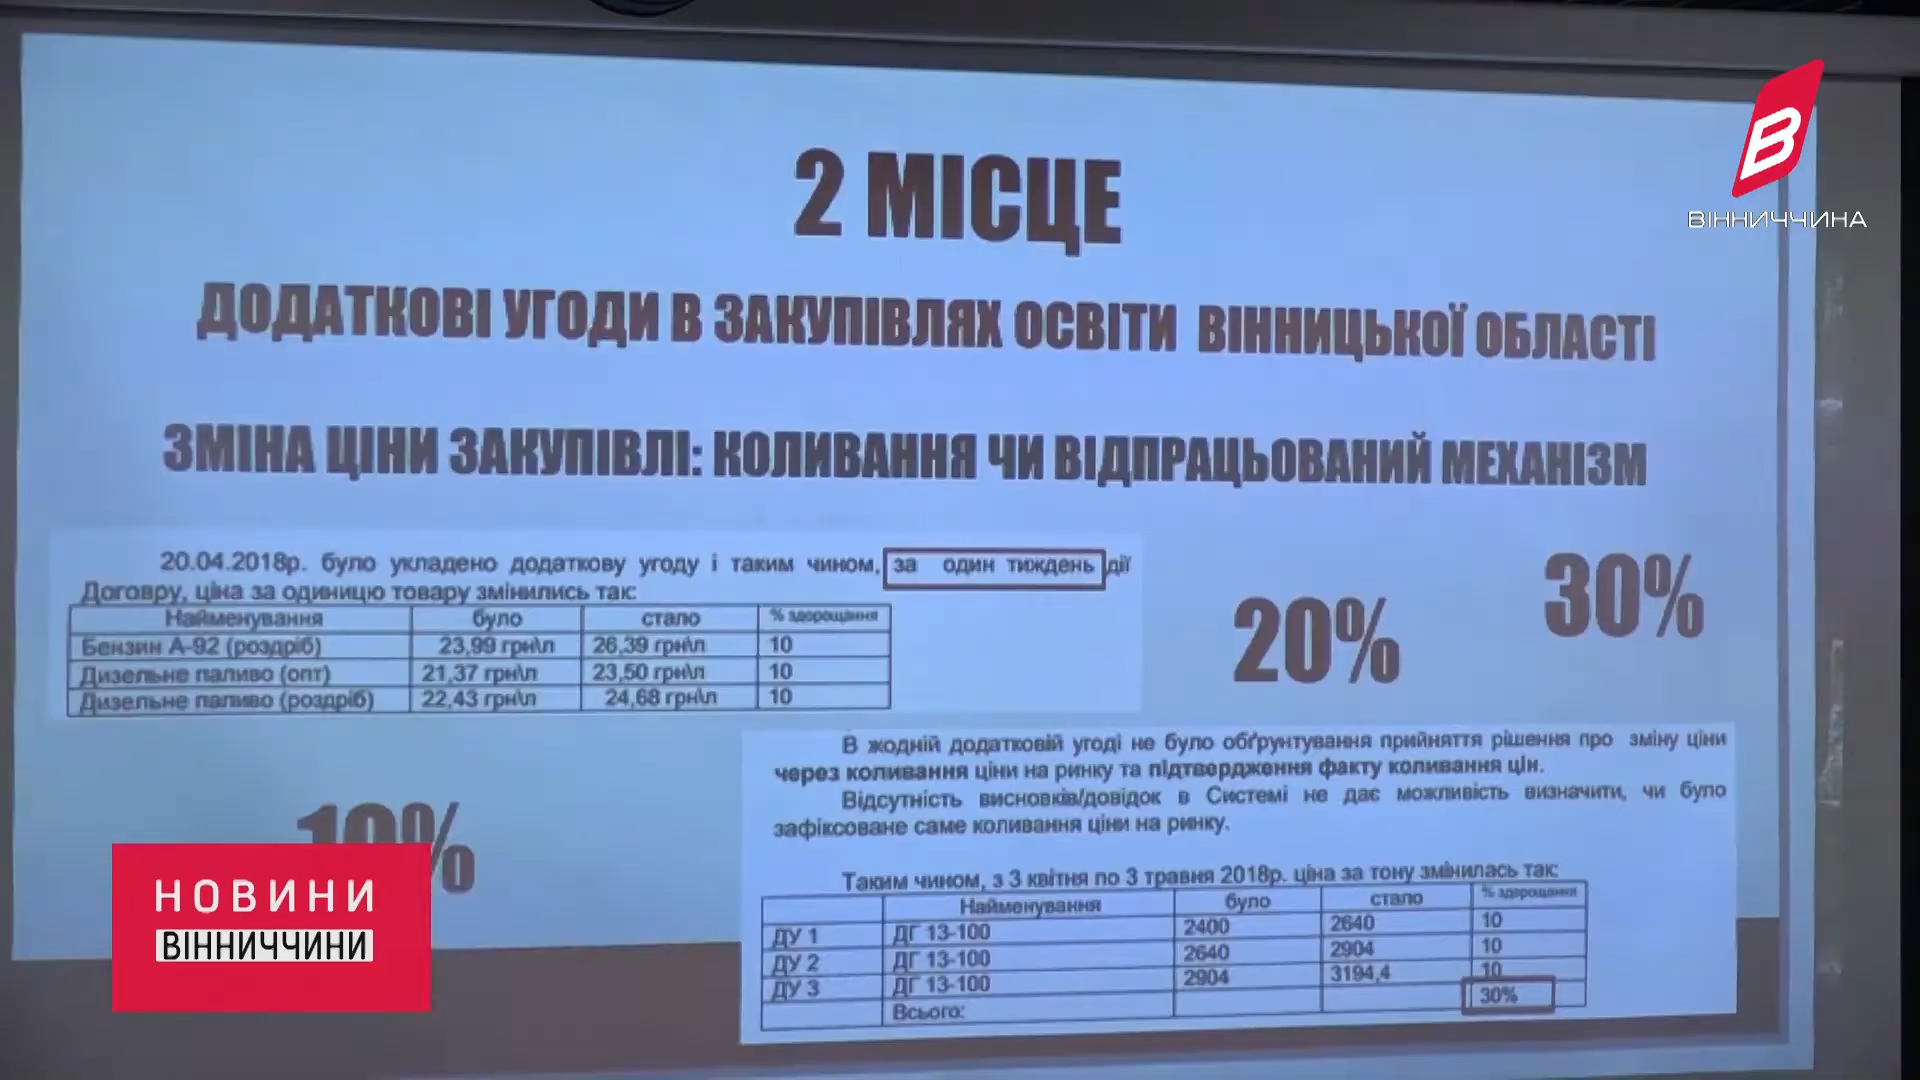 ВІННИЧЧИНА
2 МІСЦЕ
ДОДАТКОВІ УГОДИ В ЗАКУПІВЛЯХ ОСВІТИ ВІННИЦЬКОЇ ОБЛАСТІ
ЗМІНА ЦІНИ ЗАКУПІВЛІ: КОЛИВАННЯ ЧИ ВІДПРАЦЬОВАНИЙ МЕХАНІЗМ
20.04.2018р. було укладено додаткову угоду і таким чином, за один тиждень дії
Договру, ціна за одиницю товару змінились так:
Найменування було стало % здорощання
Бензин А-92 (роздріб) 23,99 грн\л 26,39 грн\л 10
Дизельне паливо (опт) 21,37 грн\л 23,50 грн\л 10
Дизельне паливо (роздріб) 22,43 грн\л 24,68 грн\л 10
20%
30%
10%
В жодній додатковій угоді не було обґрунтування прийняття рішення про зміну ціни
через коливання ціни на ринку та підтвердження факту коливання цін.
Відсутність висновків/довідок в Системі не дає можливість визначити, чи було
зафіксоване саме коливання ціни на ринку.
Таким чином, з 3 квітня по 3 травня 2018р. ціна за тону змінилась так:
Найменування було стало % здорощання
ДУ 1 ДГ 13-100 2400 2640 10
ДУ 2 ДГ 13-100 2640 2904 10
ДУ 3 ДГ 13-100 2904 3194,4 10
Всього: 30%
НОВИНИ
ВІННИЧЧИНИ